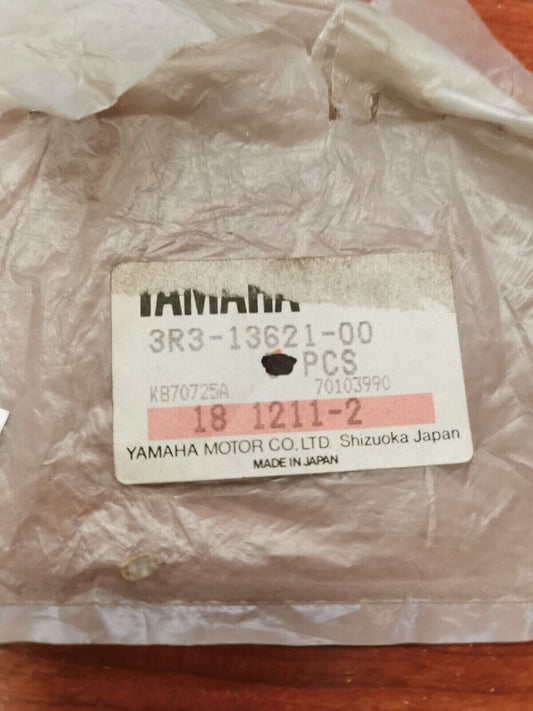 YAMAHA
3R3-13621-00
PCS
K870725A 70103990
18 1211-2
YAMAHA MOTOR CO., LTD. Shizuoka Japan
MADE IN JAPAN